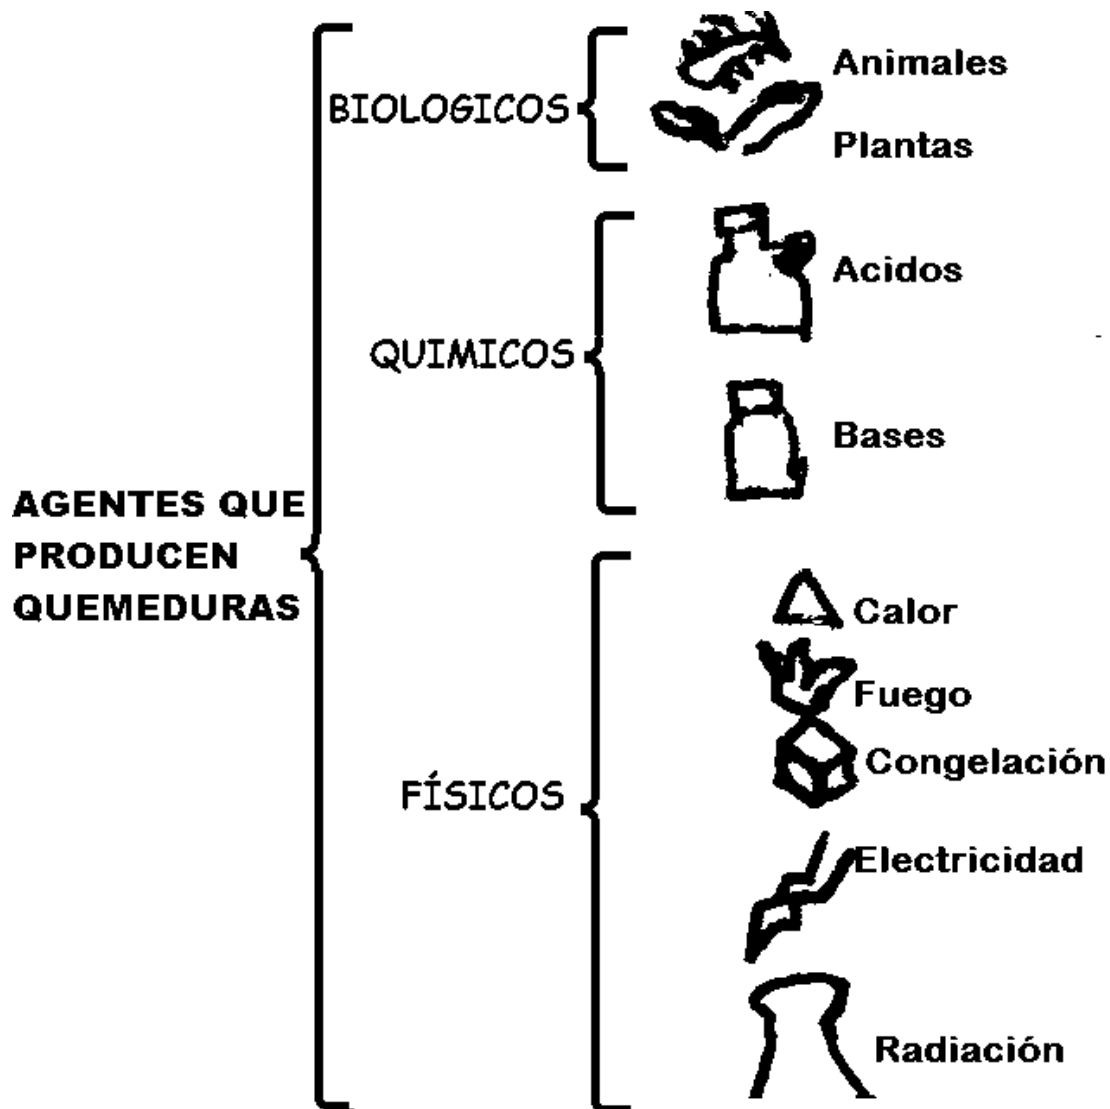 Animales
BIOLOGICOS
Plantas
Acidos
QUIMICOS
Bases
AGENTES QUE
PRODUCEN
QUEMEDURAS
Calor
Fuego
Congelación
FÍSICOS
Electricidad
Radiación